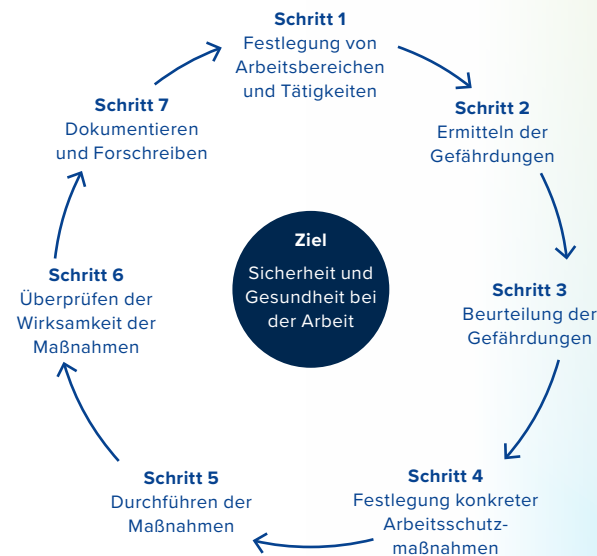 Schritt 1
Festlegung von
Arbeitsbereichen
und Tätigkeiten
Schritt 2
Ermitteln der
Gefährdungen
Schritt 3
Beurteilung der
Gefährdungen
Schritt 4
Festlegung konkreter
Arbeitsschutz-
maßnahmen
Schritt 5
Durchführen der
Maßnahmen
Schritt 6
Überprüfen der
Wirksamkeit der
Maßnahmen
Schritt 7
Dokumentieren
und Forschreiben
Ziel
Sicherheit und
Gesundheit bei
der Arbeit